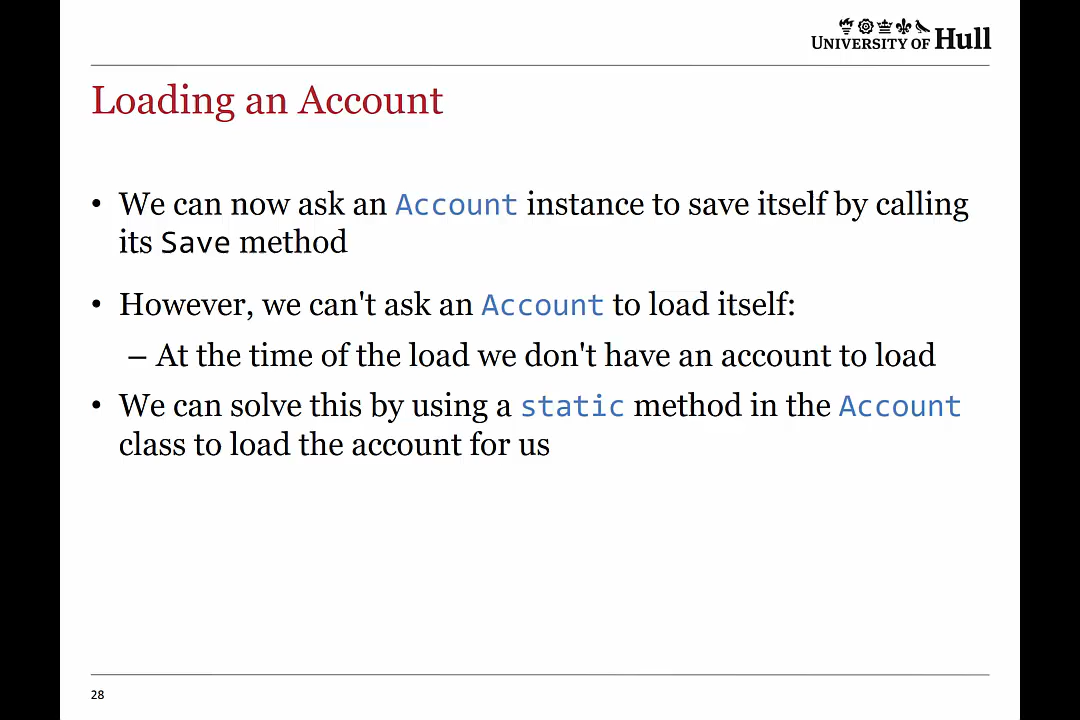 UNIVERSITY OF Hull
Loading an Account
• We can now ask an Account instance to save itself by calling
its Save method
• However, we can't ask an Account to load itself:
– At the time of the load we don't have an account to load
• We can solve this by using a static method in the Account
class to load the account for us
28